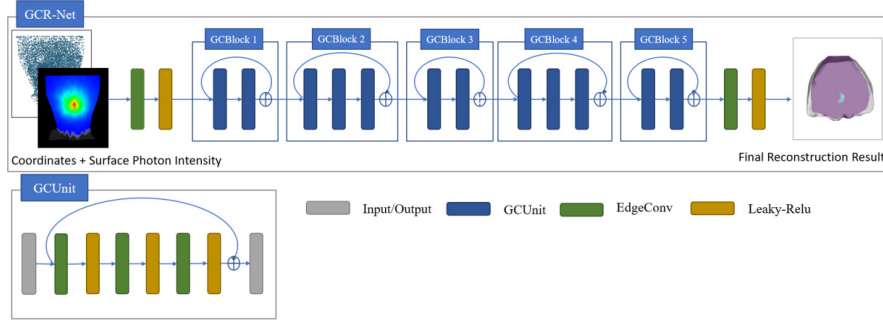 GCR-Net
GCBlock 1
GCBlock 2
GCBlock 3
GCBlock 4
GCBlock 5
Coordinates + Surface Photon Intensity
Final Reconstruction Result
GCUnit
Input/Output
GCUnit
EdgeConv
Leaky-Relu